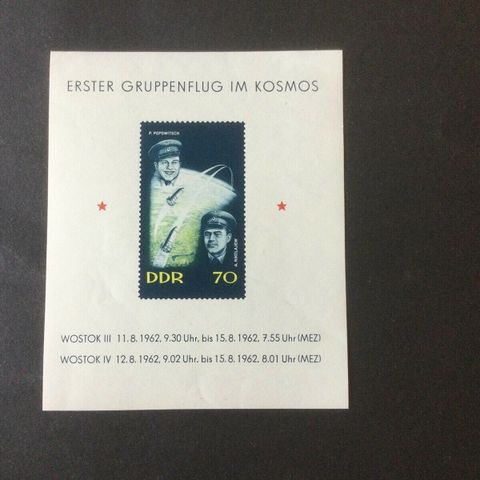 ERSTER GRUPPENFLUG IM KOSMOS
P. POPOWITSCH
A. NIKOLAJEW
DDR 70
WOSTOK III 11. 8. 1962, 9.30 Uhr, bis 15. 8. 1962, 7.55 Uhr (MEZ)
WOSTOK IV 12. 8. 1962, 9.02 Uhr, bis 15. 8. 1962, 8.01 Uhr (MEZ)